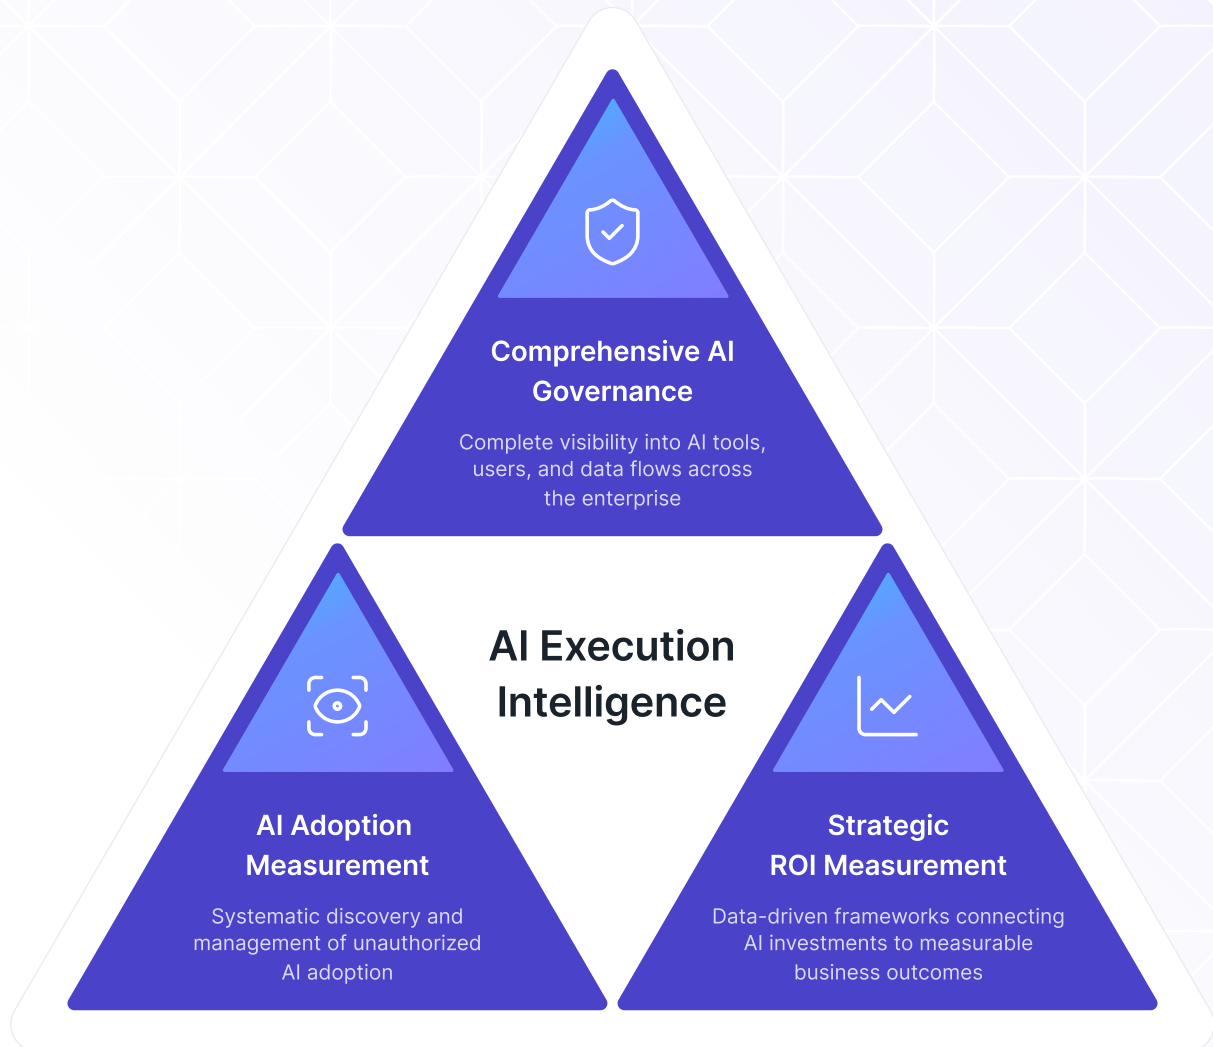 Comprehensive AI
Governance
Complete visibility into AI tools,
users, and data flows across
the enterprise
AI Execution
Intelligence
AI Adoption
Measurement
Systematic discovery and
management of unauthorized
AI adoption
Strategic
ROI Measurement
Data-driven frameworks connecting
AI investments to measurable
business outcomes